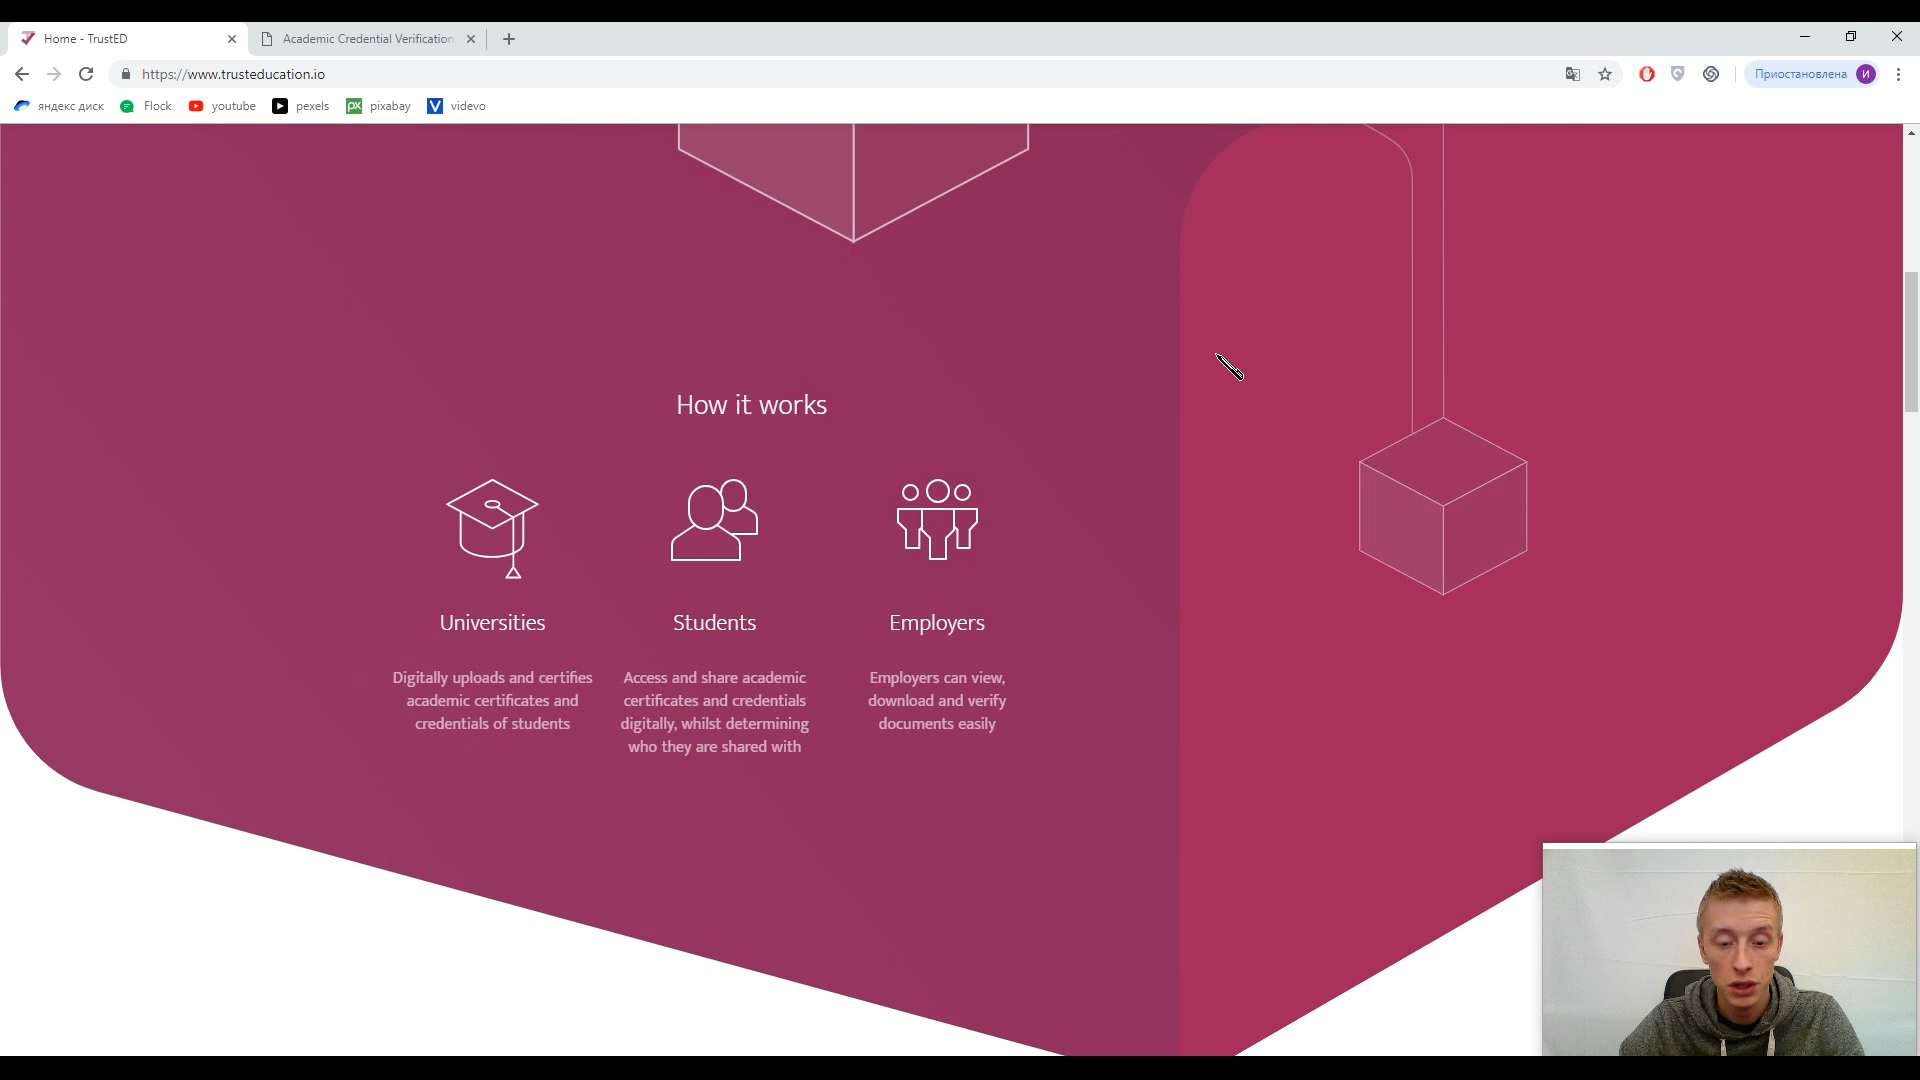 Home - TrustED
Academic Credential Verification
https://www.trusteducation.io
Приостановлена И
яндекс диск Flock youtube px pexels pixabay V videvo
How it works
Universities
Digitally uploads and certifies
academic certificates and
credentials of students
Students
Access and share academic
certificates and credentials
digitally, whilst determining
who they are shared with
Employers
Employers can view,
download and verify
documents easily